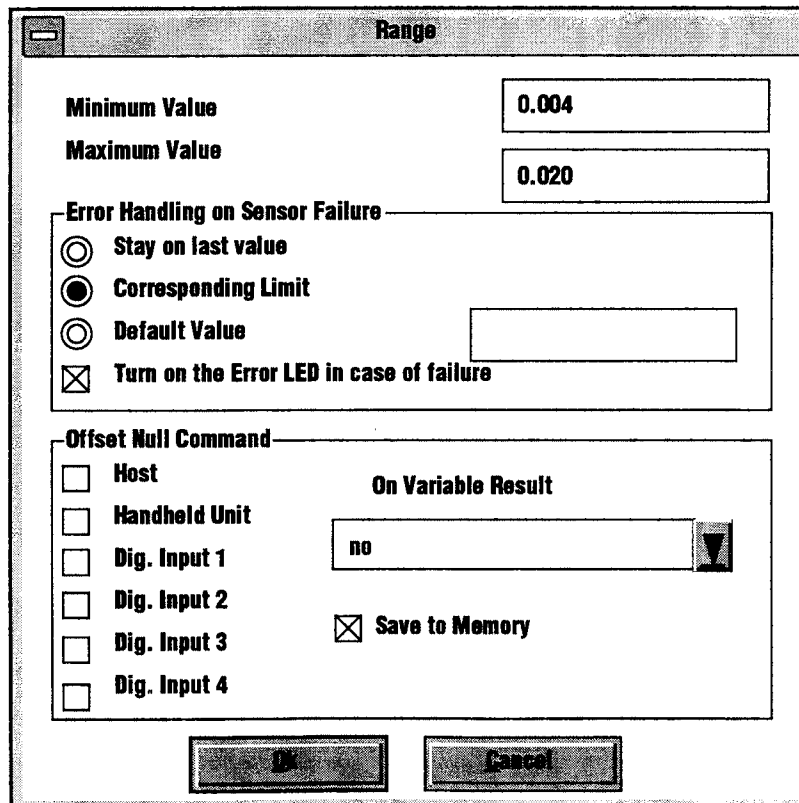 Range
Minimum Value
0.004
Maximum Value
0.020
Error Handling on Sensor Failure
Stay on last value
Corresponding Limit
Default Value
Turn on the Error LED in case of failure
Offset Null Command
Host
On Variable Result
Handheld Unit
no
Dig. Input 1
Dig. Input 2
Save to Memory
Dig. Input 3
Dig. Input 4
Ok
Cancel